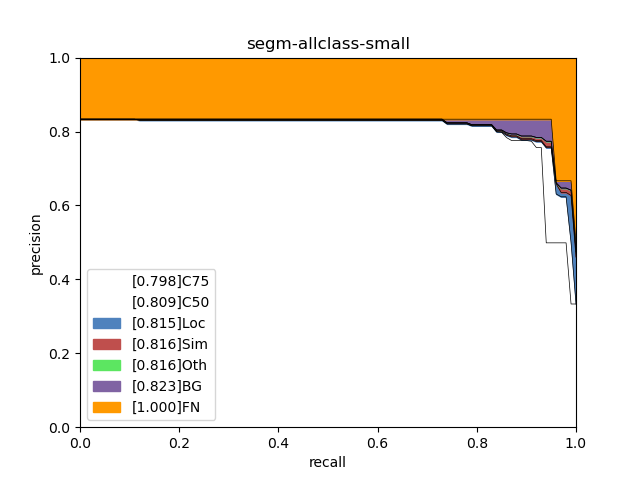 segm-allclass-small
1.0
0.8
0.6
0.4
0.2
0.0
precision
[0.798]C75
[0.809]C50
[0.815]Loc
[0.816]Sim
[0.816]Oth
[0.823]BG
[1.000]FN
0.0 0.2 0.4 0.6 0.8 1.0
recall